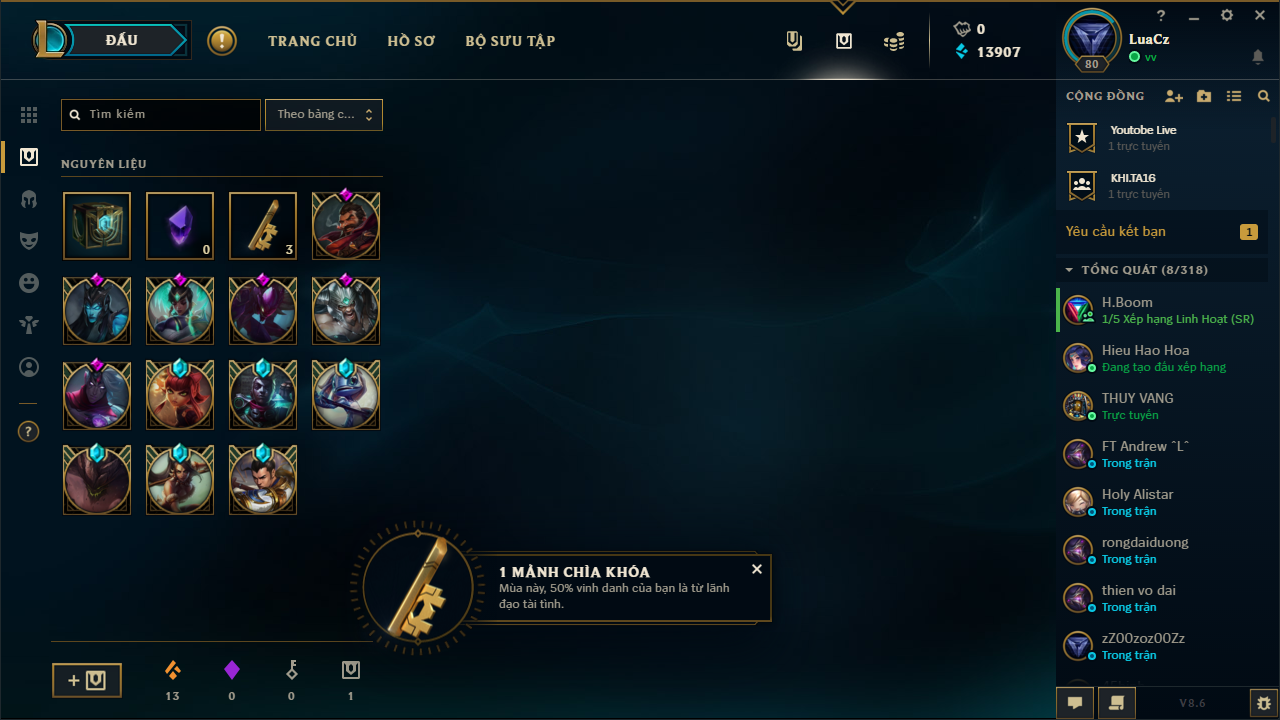 ĐẤU
TRANG CHỦ
HỒ SƠ
BỘ SƯU TẬP
0
13907
80
LuaCz
vv
Tìm kiếm
Theo bảng c...
NGUYÊN LIỆU
0
3
1 MẢNH CHÌA KHÓA
Mùa này, 50% vinh danh của bạn là từ lãnh
đạo tài tình.
13
0
0
1
CỘNG ĐỒNG
Youtobe Live
1 trực tuyến
KHI.TA16
1 trực tuyến
Yêu cầu kết bạn
1
TỔNG QUÁT (8/318)
H.Boom
1/5 Xếp hạng Linh Hoạt (SR)
Hieu Hao Hoa
Đang tạo đấu xếp hạng
THUY VANG
Trực tuyến
FT Andrew ˆLˆ
Trong trận
Holy Alistar
Trong trận
rongdaiduong
Trong trận
thien vo dai
Trong trận
zZ00zoz00Zz
Trong trận
V8.6